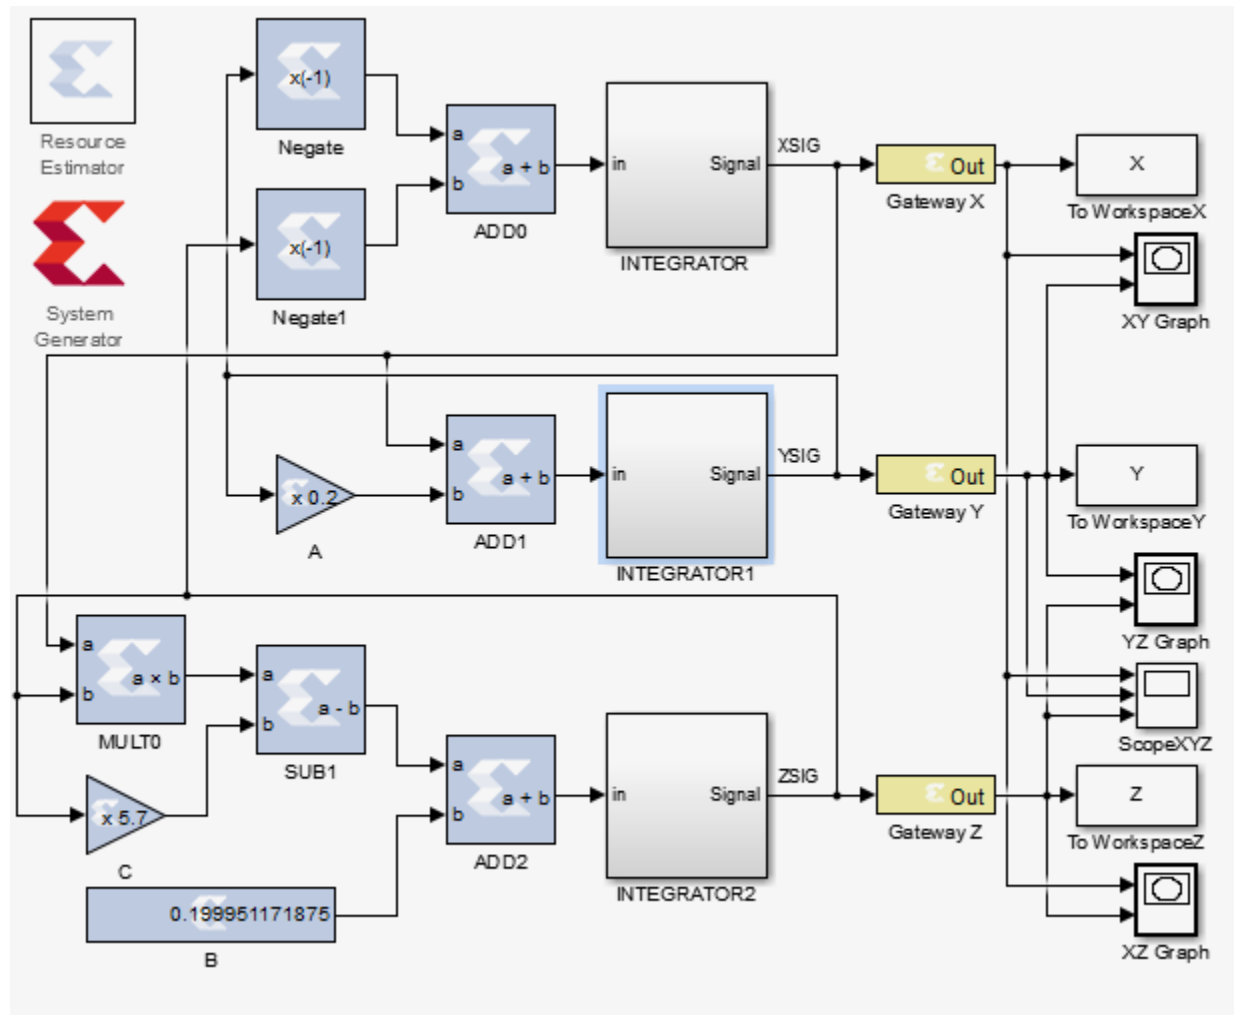 Resource
Estimator
System
Generator
x(-1)
Negate
x(-1)
Negate1
a
b
a + b
ADD0
in
Signal
INTEGRATOR
XSIG
Out
Gateway X
X
To WorkspaceX
XY Graph
x 0.2
A
a
b
a + b
ADD1
in
Signal
INTEGRATOR1
YSIG
Out
Gateway Y
Y
To WorkspaceY
YZ Graph
ScopeXYZ
a
b
a × b
MULT0
a
b
a - b
SUB1
x 5.7
C
0.199951171875
B
a
b
a + b
ADD2
in
Signal
INTEGRATOR2
ZSIG
Out
Gateway Z
Z
To WorkspaceZ
XZ Graph